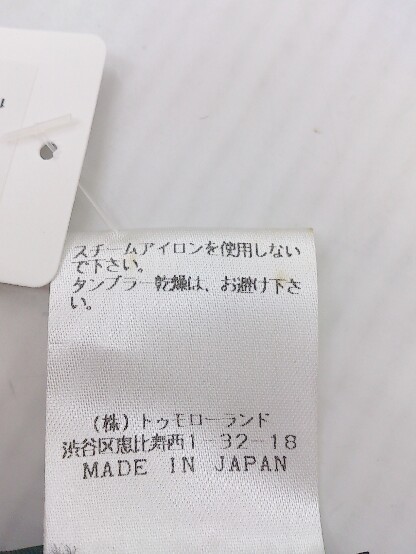 スチームアイロンを使用しない
で下さい。
タンブラー乾燥は、お避け下さ
い。
(株)トゥモローランド
渋谷区恵比寿西1-32-18
MADE IN JAPAN